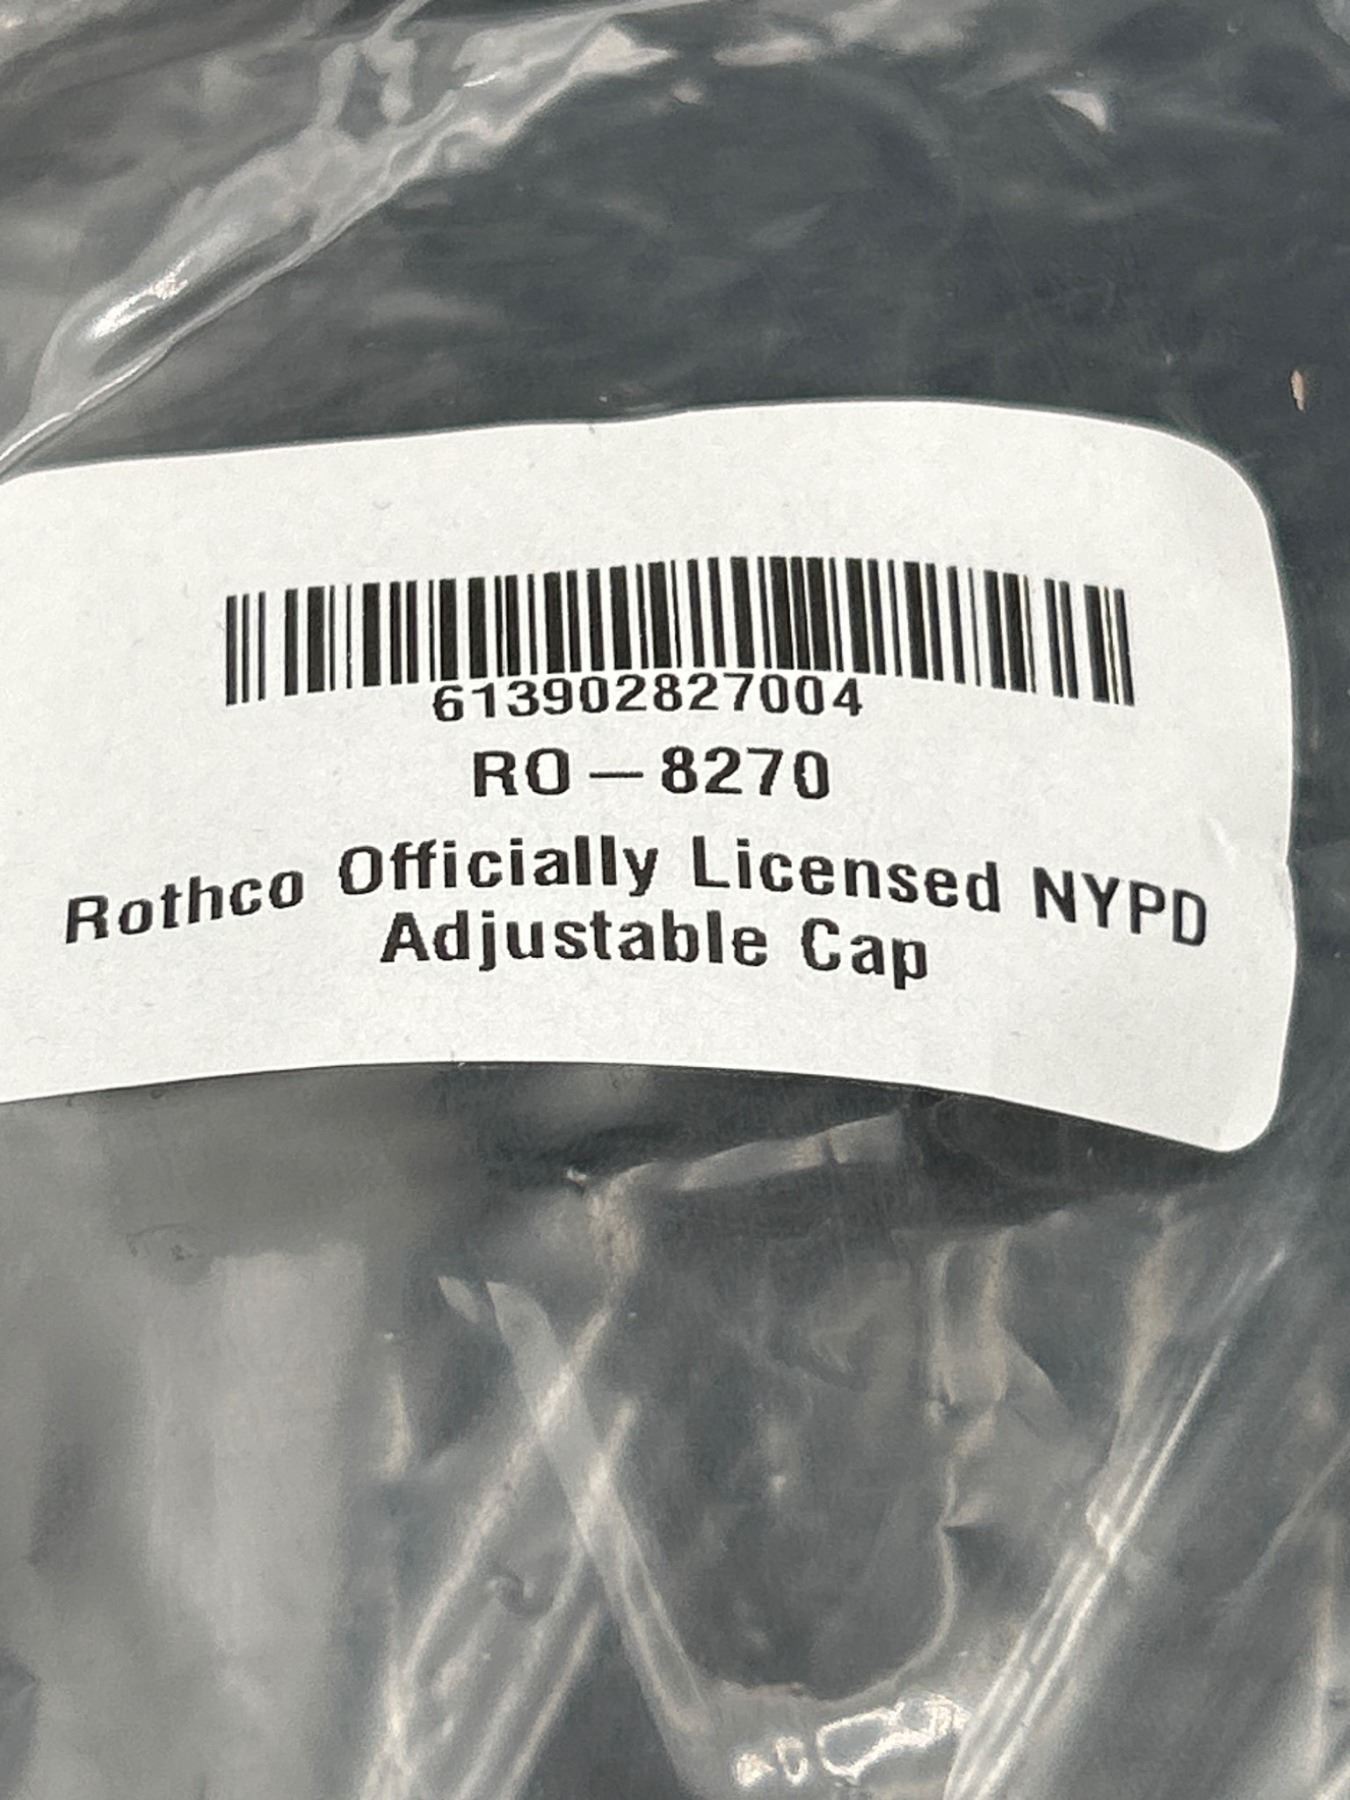 613902827004
RO-8270
Rothco Officially Licensed NYPD
Adjustable Cap